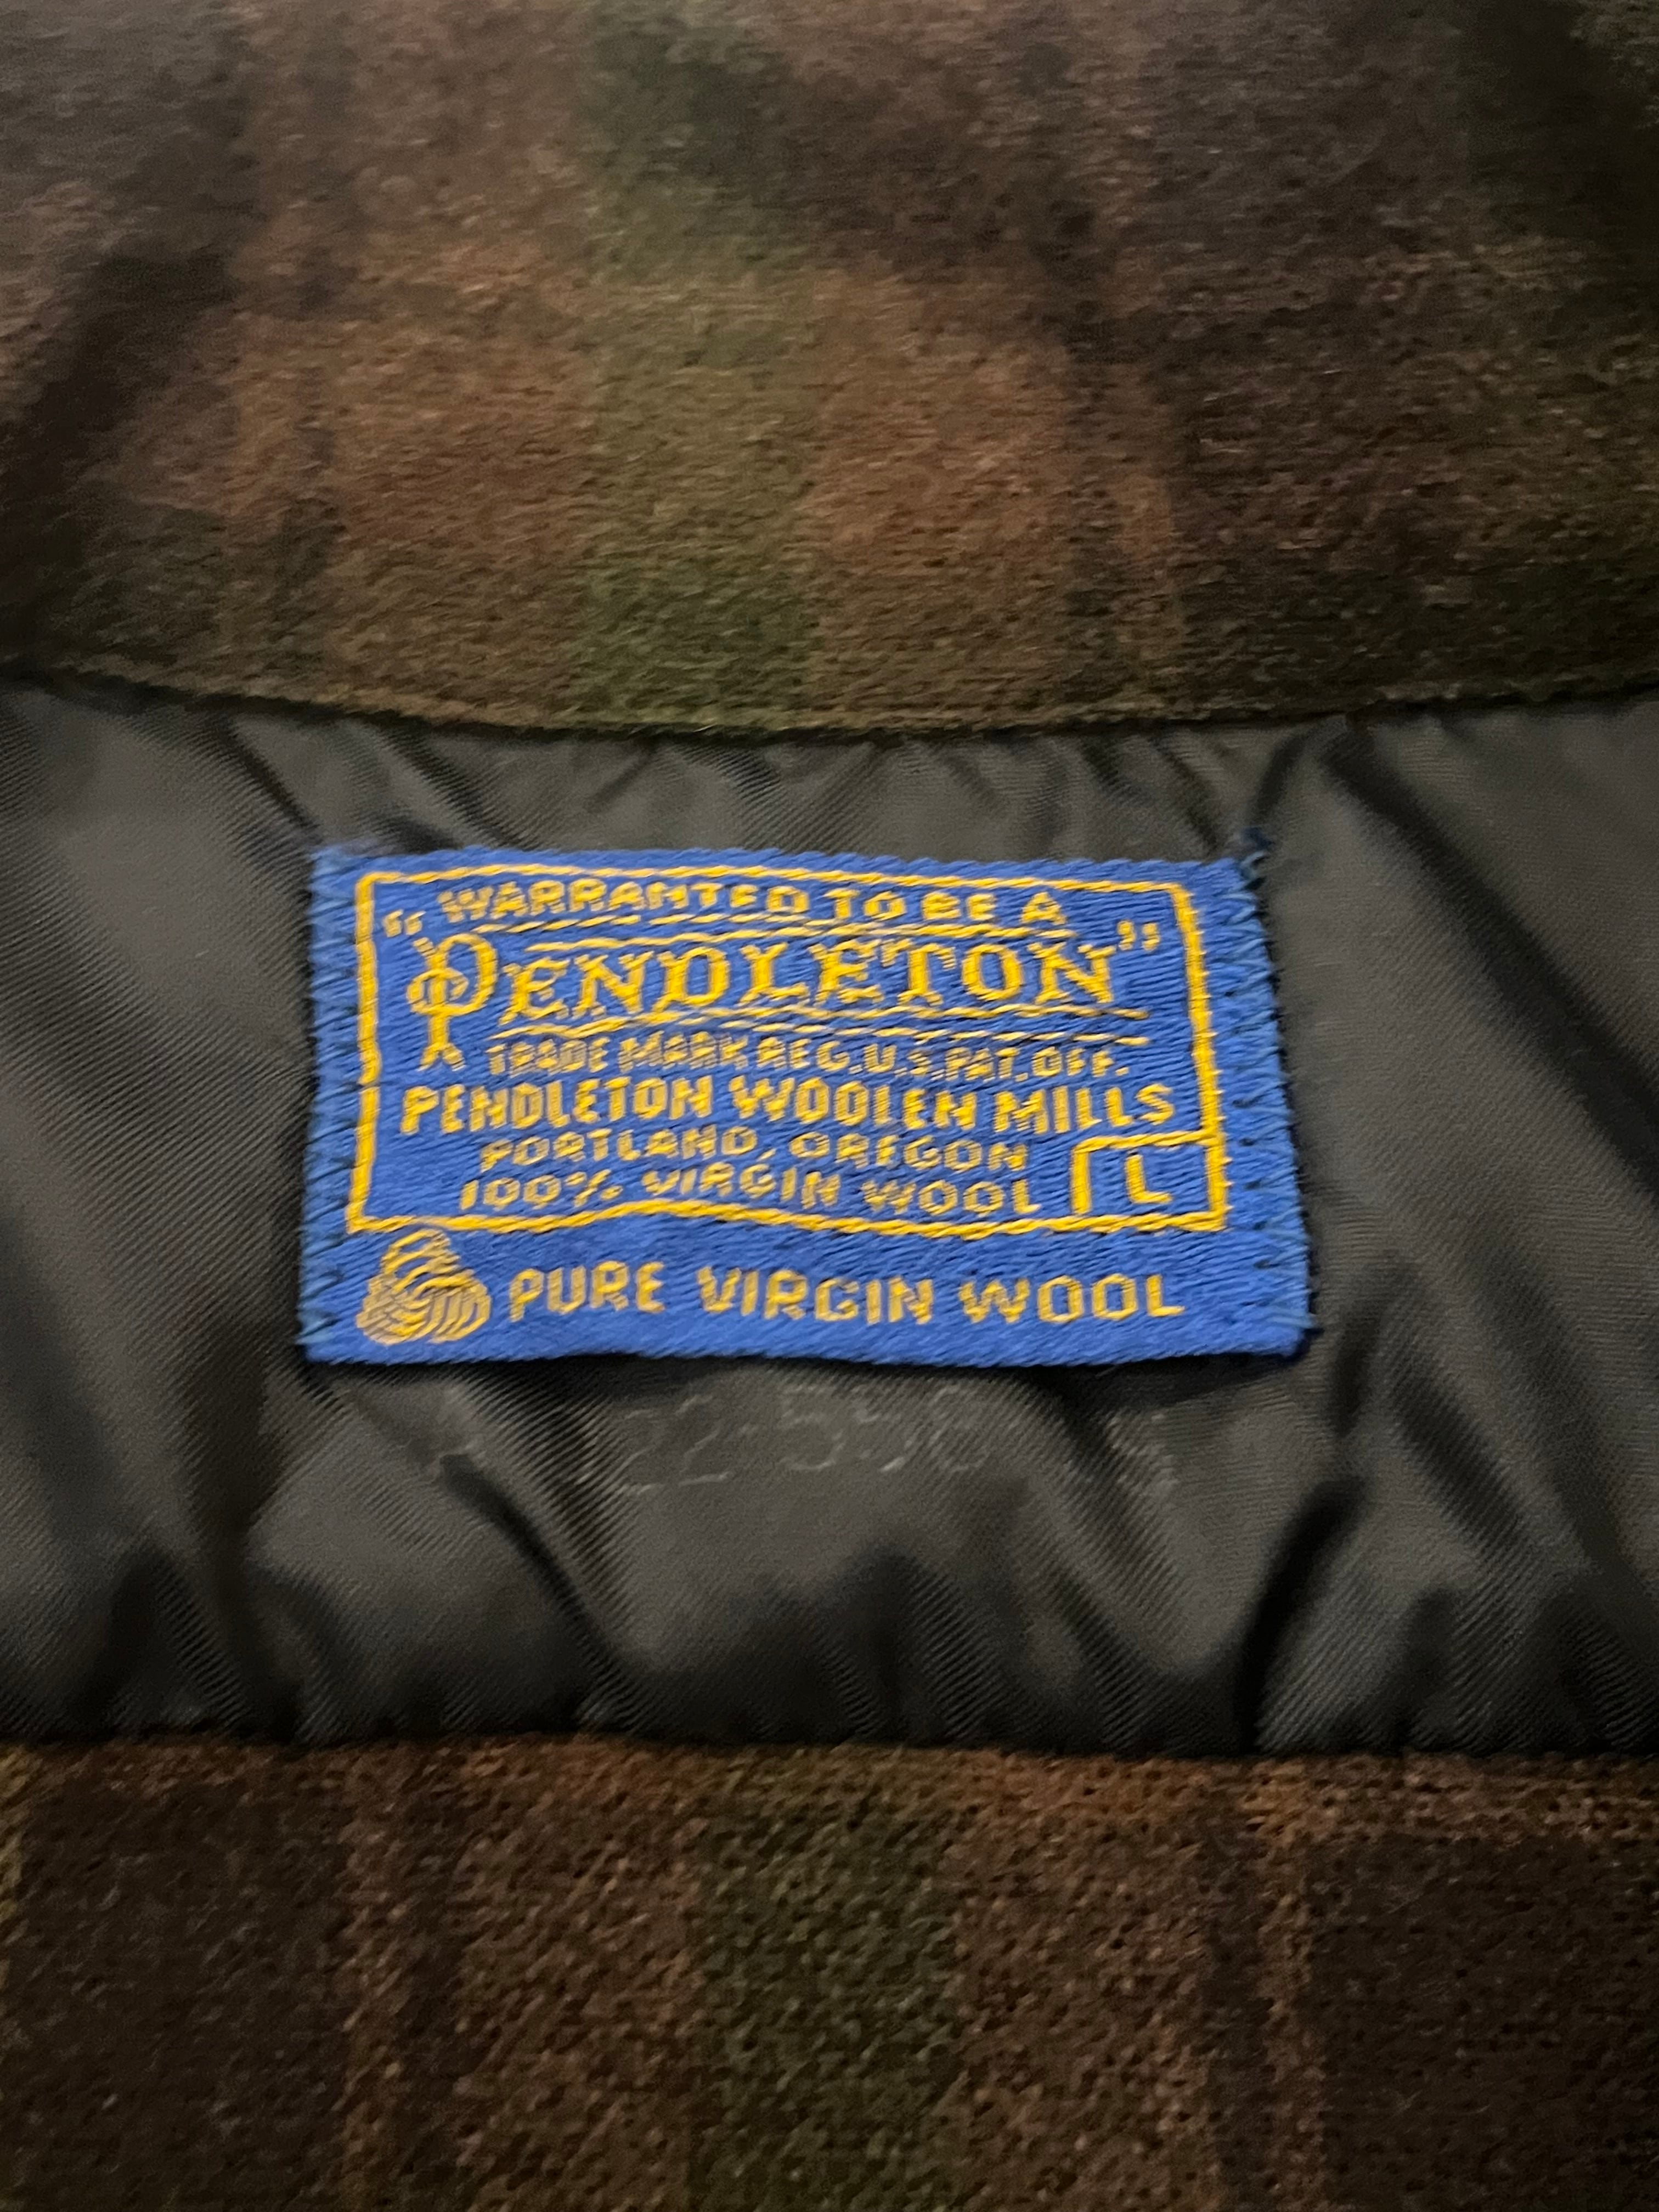 "WARRANTED TO BE A
PENDLETON"
TRADE MARK REG. U.S. PAT. OFF.
PENDLETON WOOLEN MILLS
PORTLAND, OREGON
100% VIRGIN WOOL
L
PURE VIRGIN WOOL